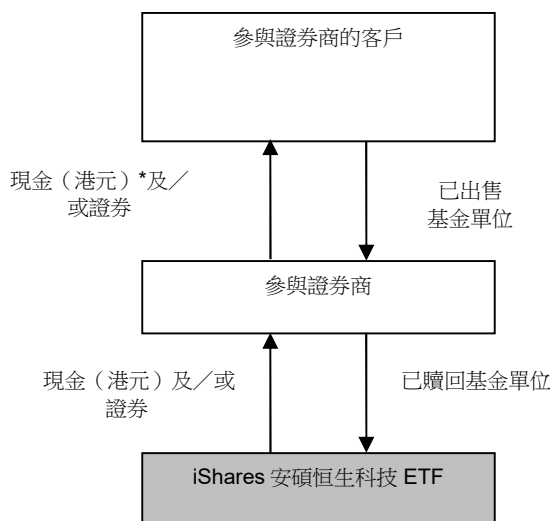 參與證券商的客戶
現金（港元）*及／
或證券
已出售
基金單位
參與證券商
現金（港元）及／或
證券
已贖回基金單位
iShares 安碩恒生科技 ETF